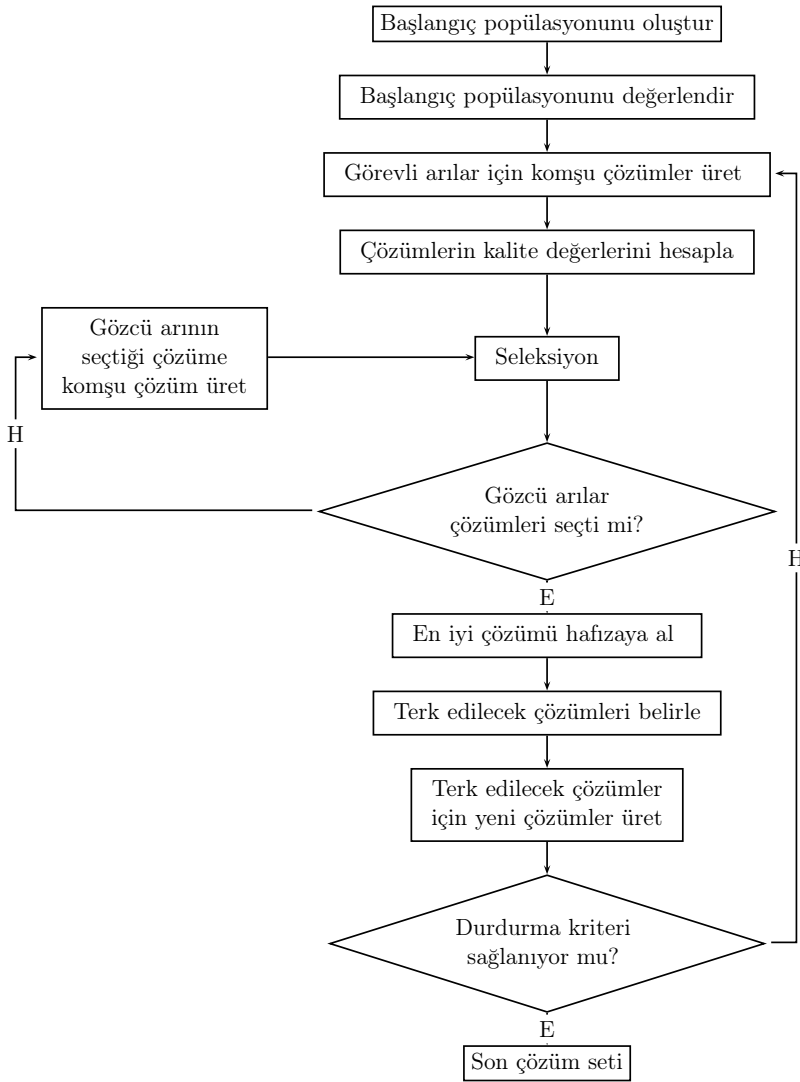 Başlangıç popülasyonunu oluştur
Başlangıç popülasyonunu değerlendir
Görevli arılar için komşu çözümler üret
Çözümlerin kalite değerlerini hesapla
Gözcü arının
seçtiği çözüme
komşu çözüm üret
Seleksiyon
H
Gözcü arılar
çözümleri seçti mi?
H
E
En iyi çözümü hafızaya al
Terk edilecek çözümleri belirle
Terk edilecek çözümler
için yeni çözümler üret
Durdurma kriteri
sağlanıyor mu?
E
Son çözüm seti